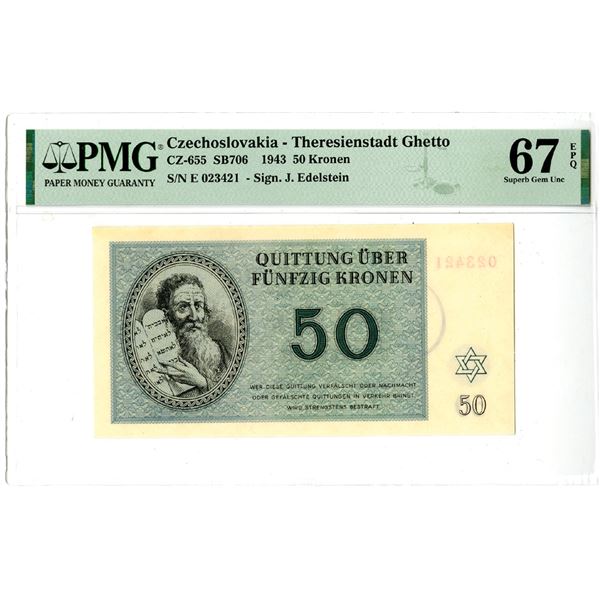 PMG
PAPER MONEY GUARANTY
Czechoslovakia - Theresienstadt Ghetto
CZ-655 SB706 1943 50 Kronen
S/N E 023421 - Sign. J. Edelstein
67 EPQ
Superb Gem Unc
QUITTUNG ÜBER
FÜNFZIG KRONEN
50
WER DIESE QUITTUNG VERFÄLSCHT ODER NACHMACHT
ODER GEFÄLSCHTE QUITTUNGEN IN VERKEHR BRINGT,
WIRD STRENGSTENS BESTRAFT.
023421
50